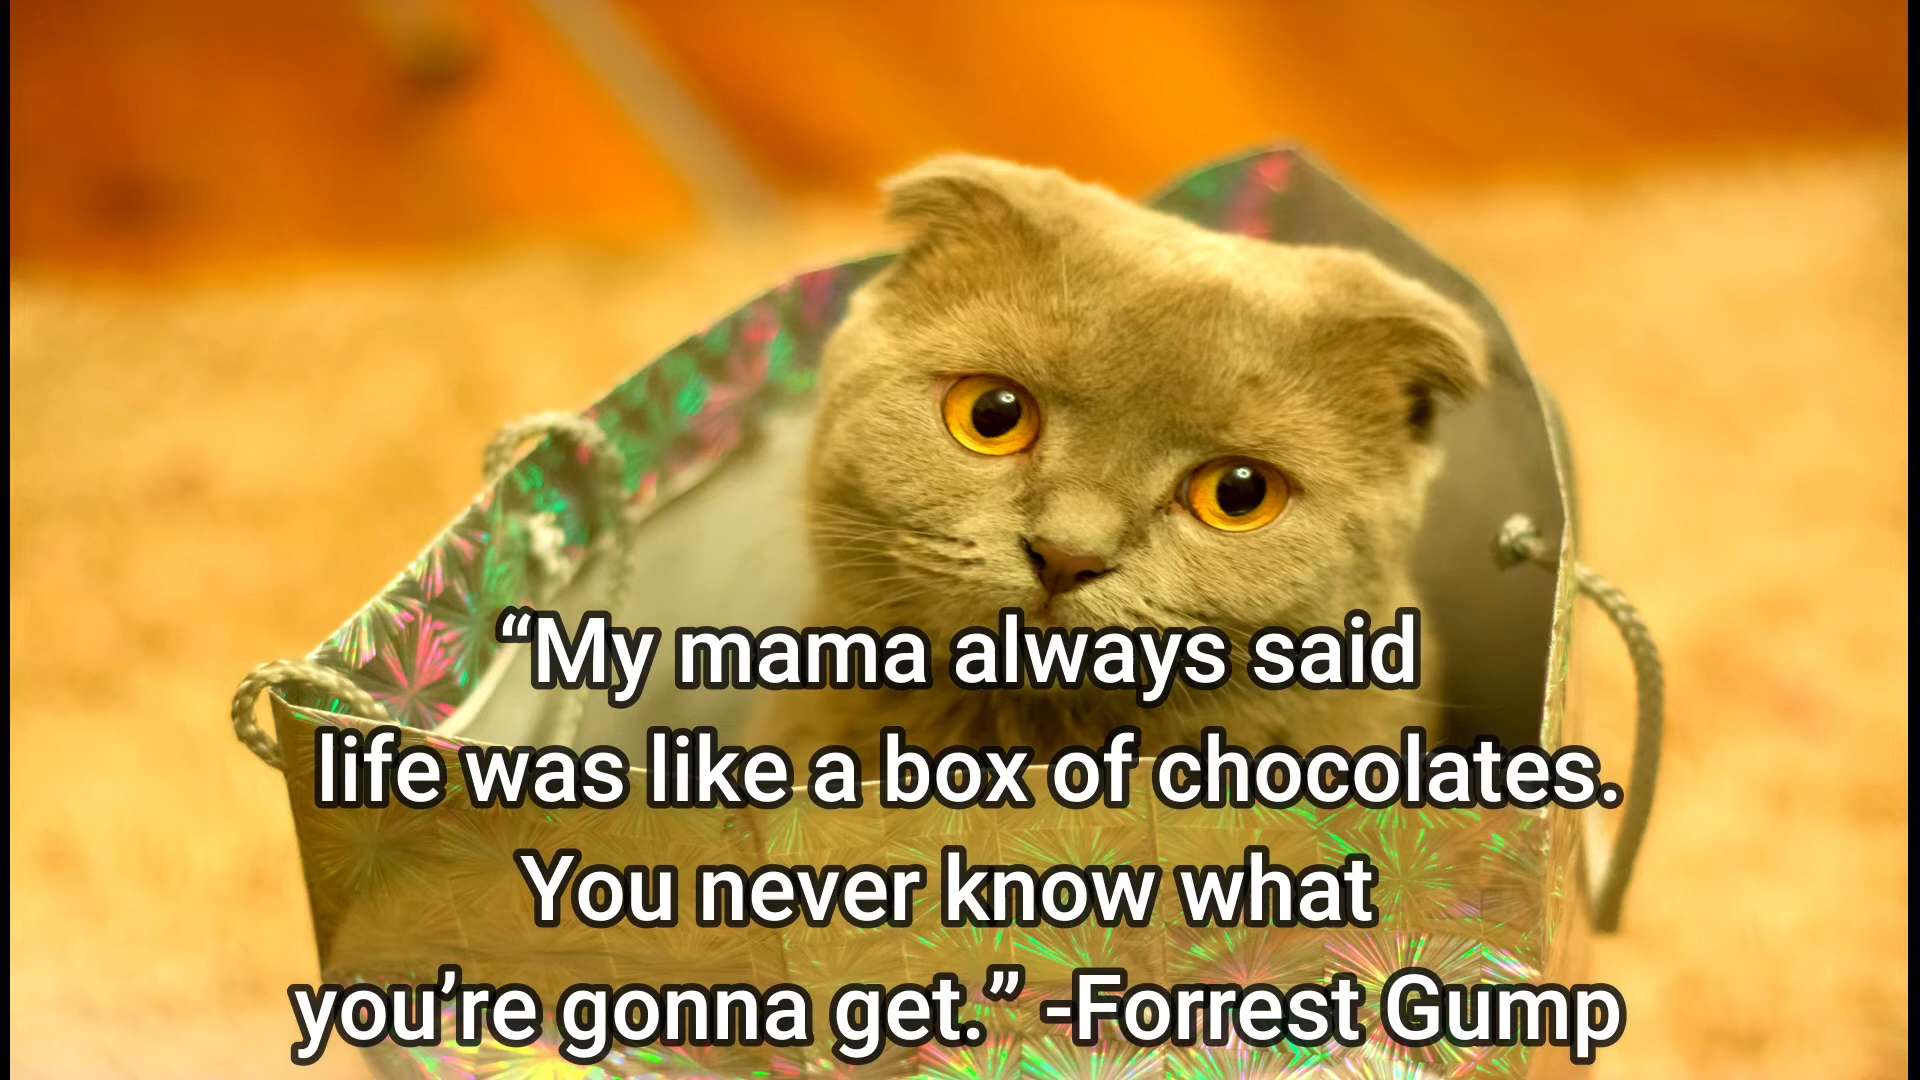 “My mama always said
life was like a box of chocolates.
You never know what
you’re gonna get.” -Forrest Gump